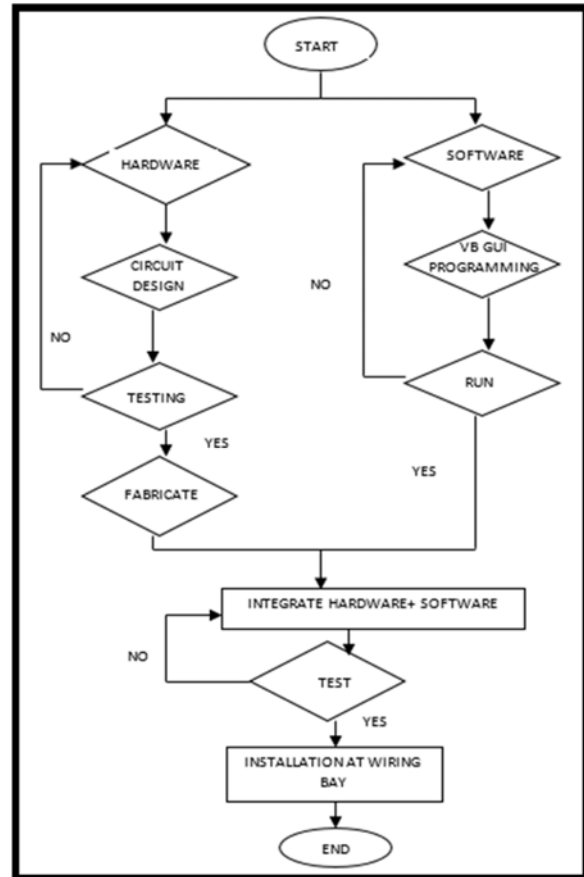 START
HARDWARE
SOFTWARE
CIRCUIT
DESIGN
VB GUI
PROGRAMMING
NO
NO
TESTING
RUN
YES
YES
FABRICATE
INTEGRATE HARDWARE+ SOFTWARE
NO
TEST
YES
INSTALLATION AT WIRING
BAY
END